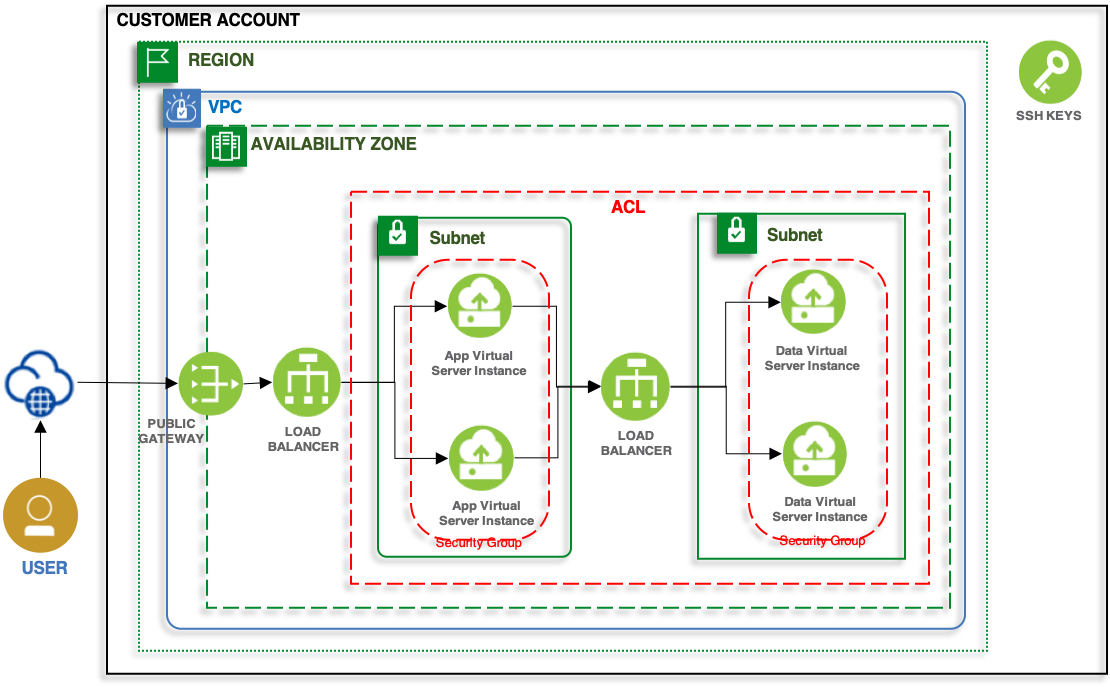 CUSTOMER ACCOUNT
REGION
SSH KEYS
VPC
AVAILABILITY ZONE
ACL
Subnet
Subnet
App Virtual
Server Instance
Data Virtual
Server Instance
PUBLIC
GATEWAY
LOAD
BALANCER
LOAD
BALANCER
App Virtual
Server Instance
Data Virtual
Server Instance
Security Group
Security Group
USER